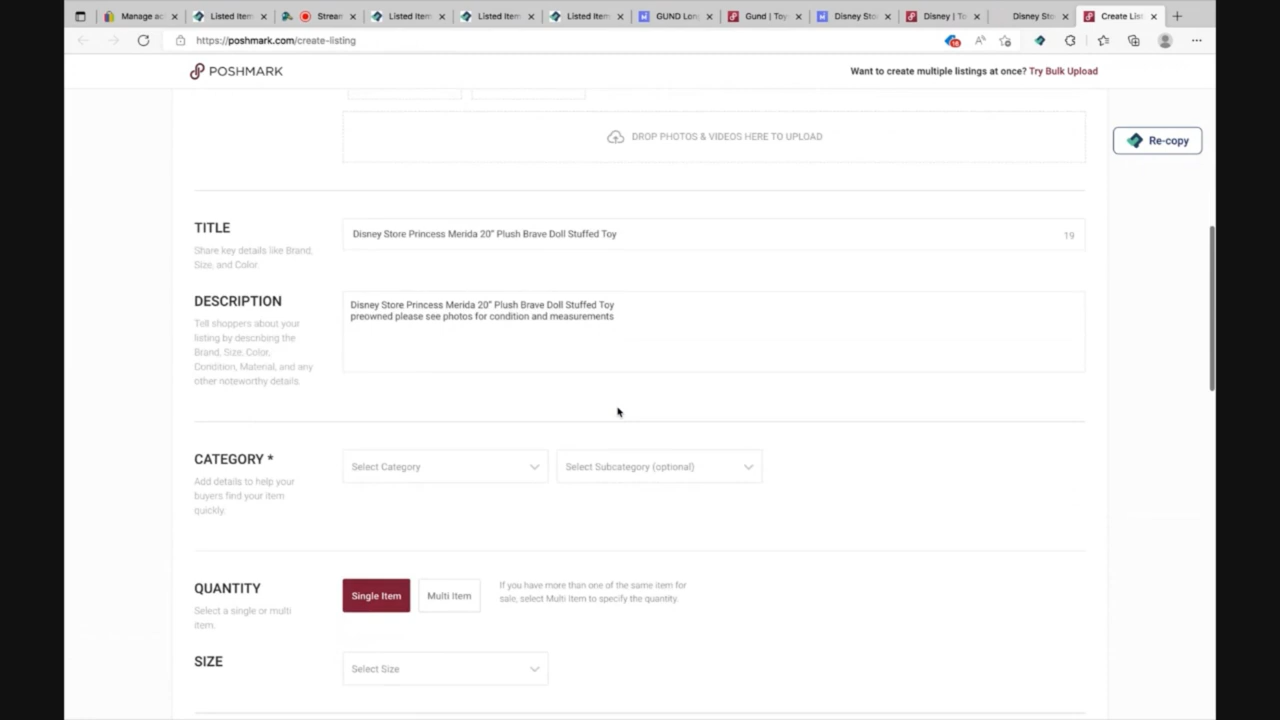 Manage ac
Listed Item
Stream
Listed Item
Listed Item
Listed Item
GUND Lon
Gund | Toy
Disney Sto
Disney | To
Disney Sto
Create List
https://poshmark.com/create-listing
POSHMARK
Want to create multiple listings at once? Try Bulk Upload
DROP PHOTOS & VIDEOS HERE TO UPLOAD
Re-copy
TITLE
Share key details like Brand,
Size, and Color
Disney Store Princess Merida 20" Plush Brave Doll Stuffed Toy
19
DESCRIPTION
Tell shoppers about your
listing by describing the
Brand, Size, Color,
Condition, Material, and any
other noteworthy details.
Disney Store Princess Merida 20" Plush Brave Doll Stuffed Toy
preowned please see photos for condition and measurements
CATEGORY *
Add details to help your
buyers find your item
quickly.
Select Category
Select Subcategory (optional)
QUANTITY
Select a single or multi
item.
Single Item
Multi Item
If you have more than one of the same item for
sale, select Multi Item to specify the quantity.
SIZE
Select Size